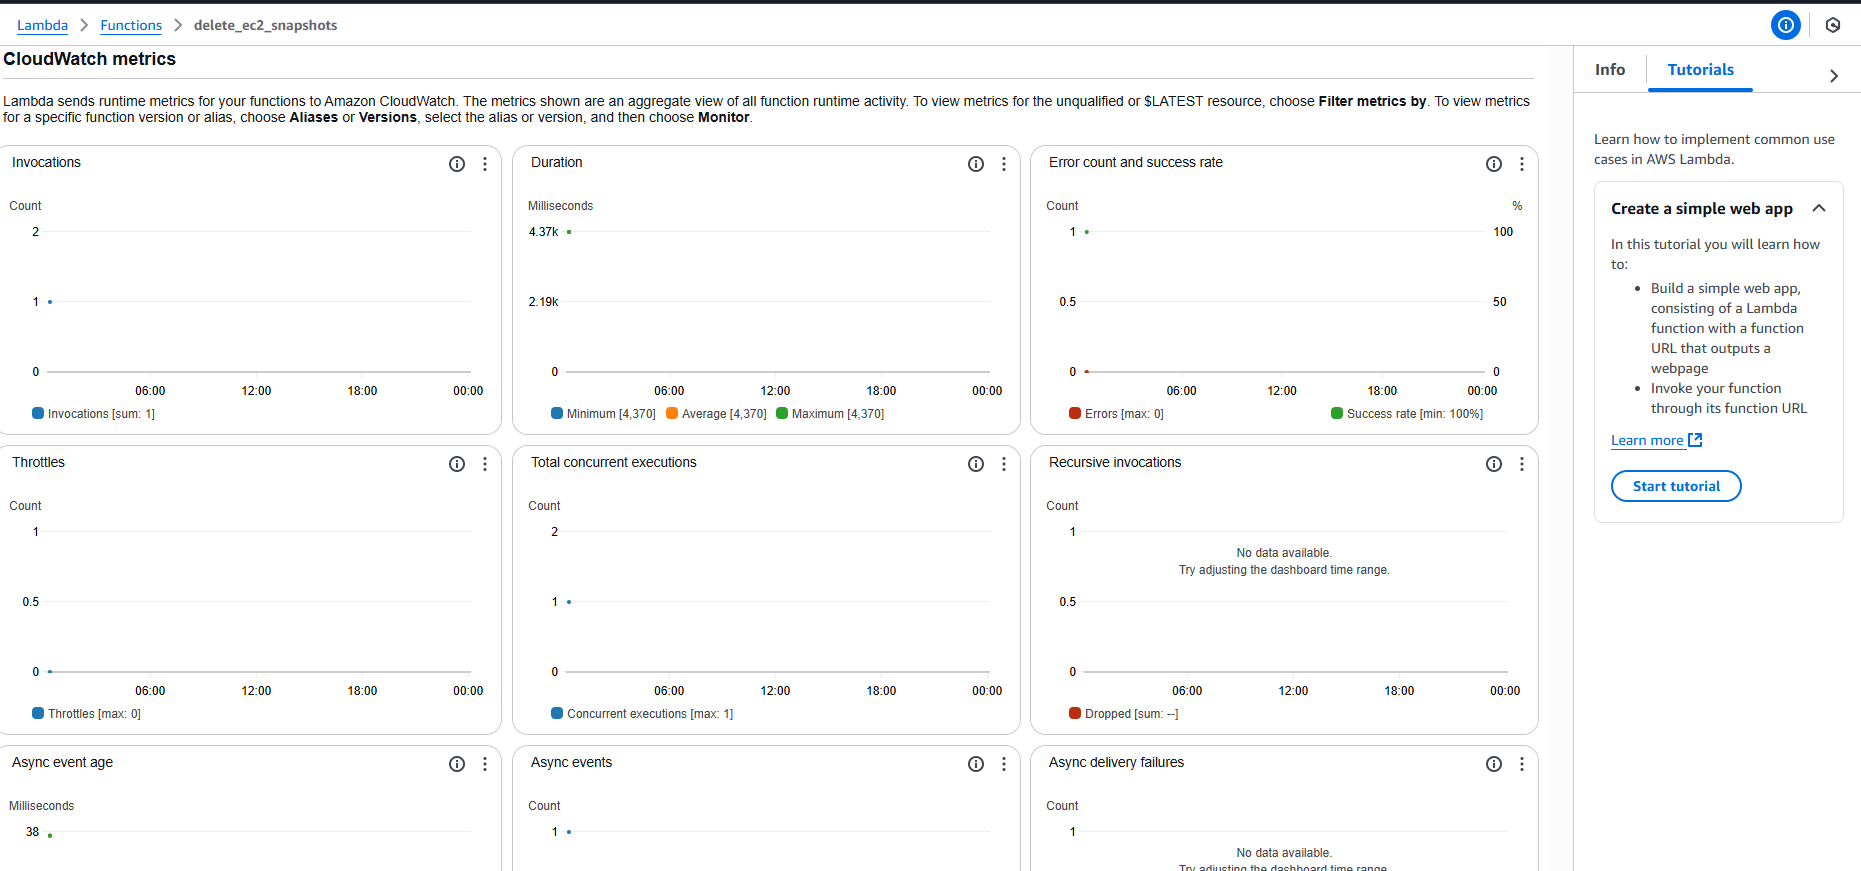 Lambda > Functions > delete_ec2_snapshots
CloudWatch metrics
Lambda sends runtime metrics for your functions to Amazon CloudWatch. The metrics shown are an aggregate view of all function runtime activity. To view metrics for the unqualified or $LATEST resource, choose Filter metrics by. To view metrics
for a specific function version or alias, choose Aliases or Versions, select the alias or version, and then choose Monitor.
Invocations
Count
2
1
0
06:00 12:00 18:00 00:00
Invocations [sum: 1]
Duration
Milliseconds
4.37k
2.19k
0
06:00 12:00 18:00 00:00
Minimum [4,370] Average [4,370] Maximum [4,370]
Error count and success rate
Count %
1 100
0.5 50
0 0
06:00 12:00 18:00 00:00
Errors [max: 0] Success rate [min: 100%]
Throttles
Count
1
0.5
0
06:00 12:00 18:00 00:00
Throttles [max: 0]
Total concurrent executions
Count
2
1
0
06:00 12:00 18:00 00:00
Concurrent executions [max: 1]
Recursive invocations
Count
1
No data available.
Try adjusting the dashboard time range.
0.5
0
06:00 12:00 18:00 00:00
Dropped [sum: --]
Async event age
Milliseconds
38
Async events
Count
1
Async delivery failures
Count
1
No data available.
Try adjusting the dashboard time range.
Info Tutorials
Learn how to implement common use
cases in AWS Lambda.
Create a simple web app
In this tutorial you will learn how
to:
• Build a simple web app,
consisting of a Lambda
function with a function
URL that outputs a
webpage
• Invoke your function
through its function URL
Learn more
Start tutorial